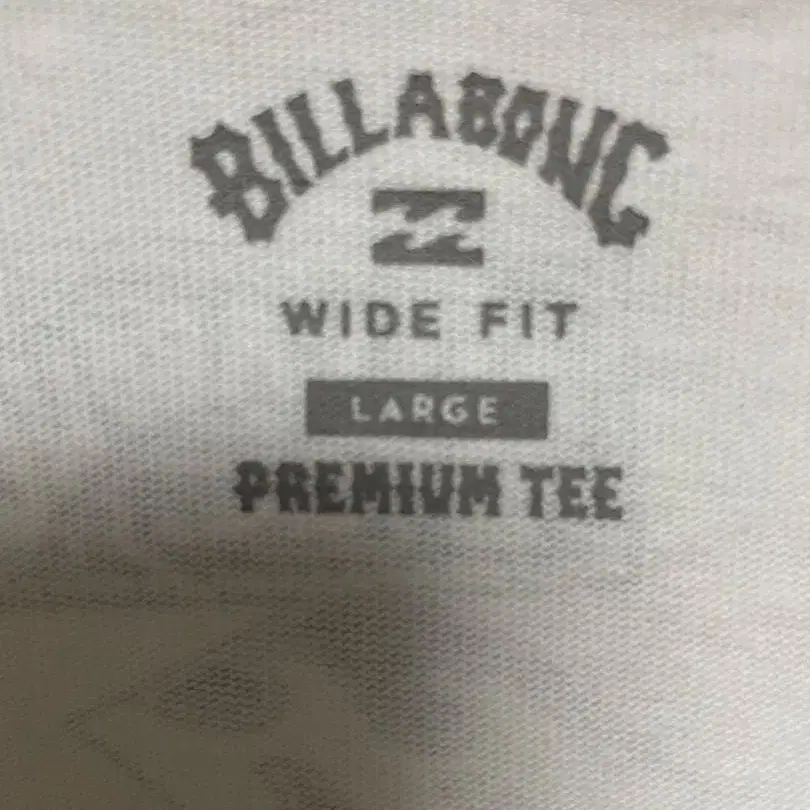 BILLABONG
WIDE FIT
LARGE
PREMIUM TEE